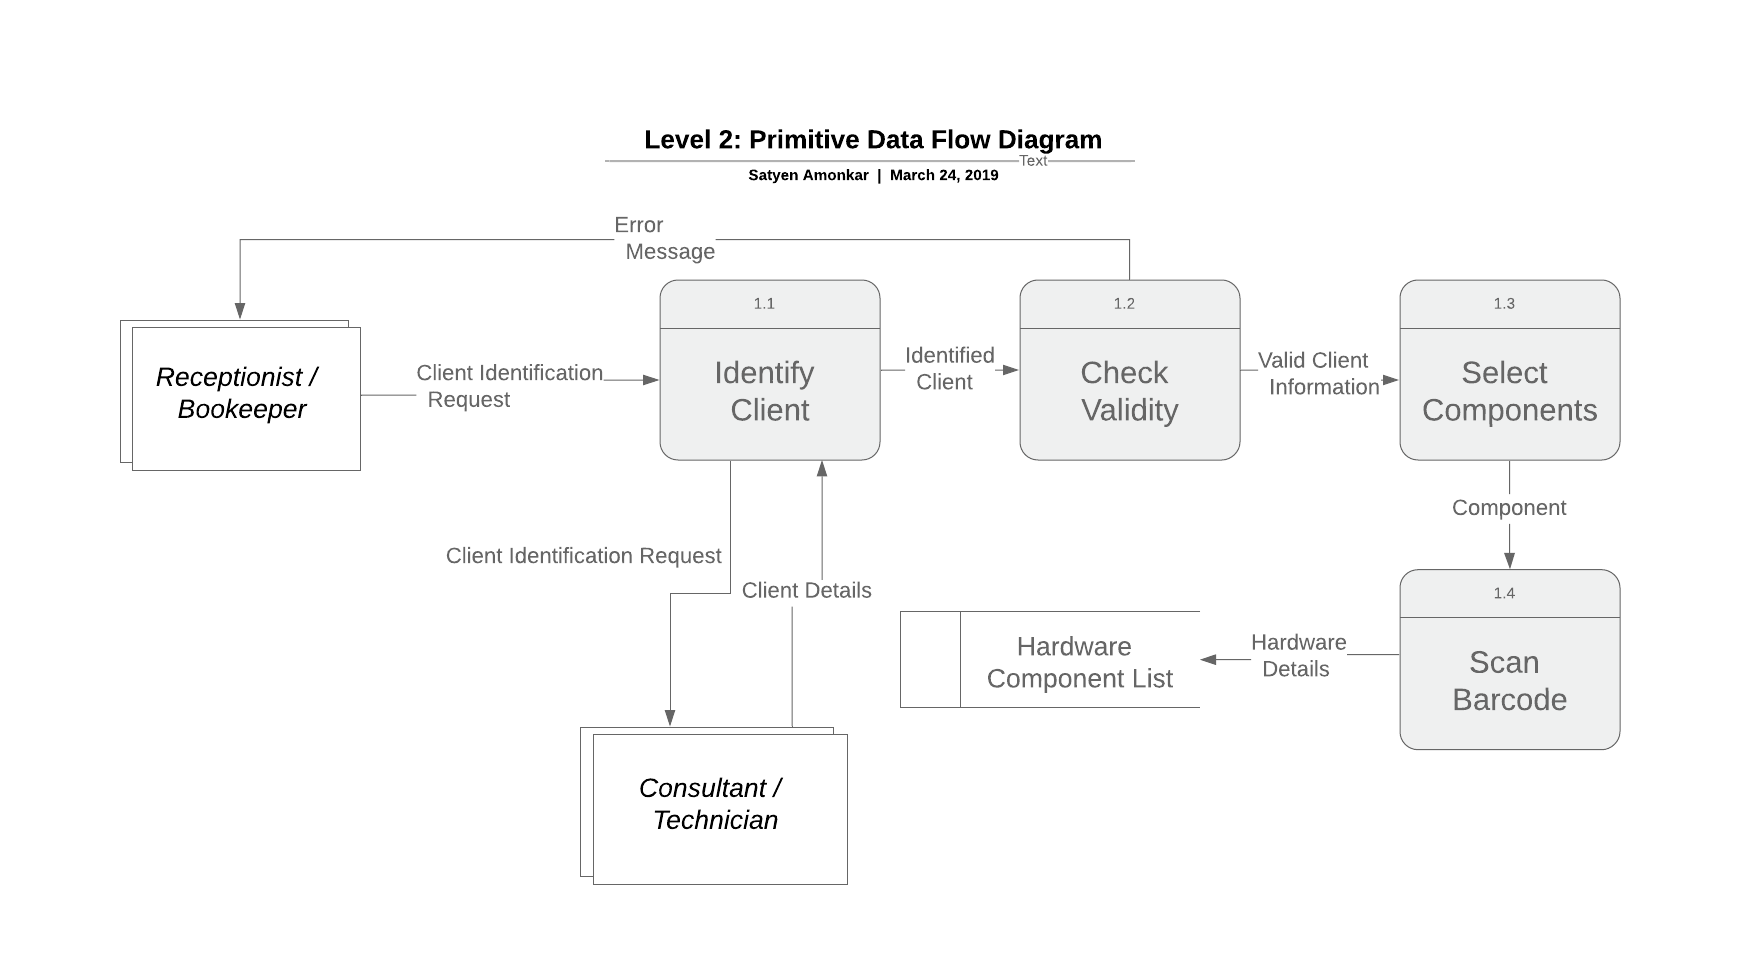 Level 2: Primitive Data Flow Diagram
Text
Satyen Amonkar | March 24, 2019
Error
Message
1.1
1.2
1.3
Receptionist /
Bookeeper
Client Identification
Request
Identify
Client
Identified
Client
Check
Validity
Valid Client
Information
Select
Components
Component
Client Identification Request
Client Details
1.4
Hardware
Component List
Hardware
Details
Scan
Barcode
Consultant /
Technician